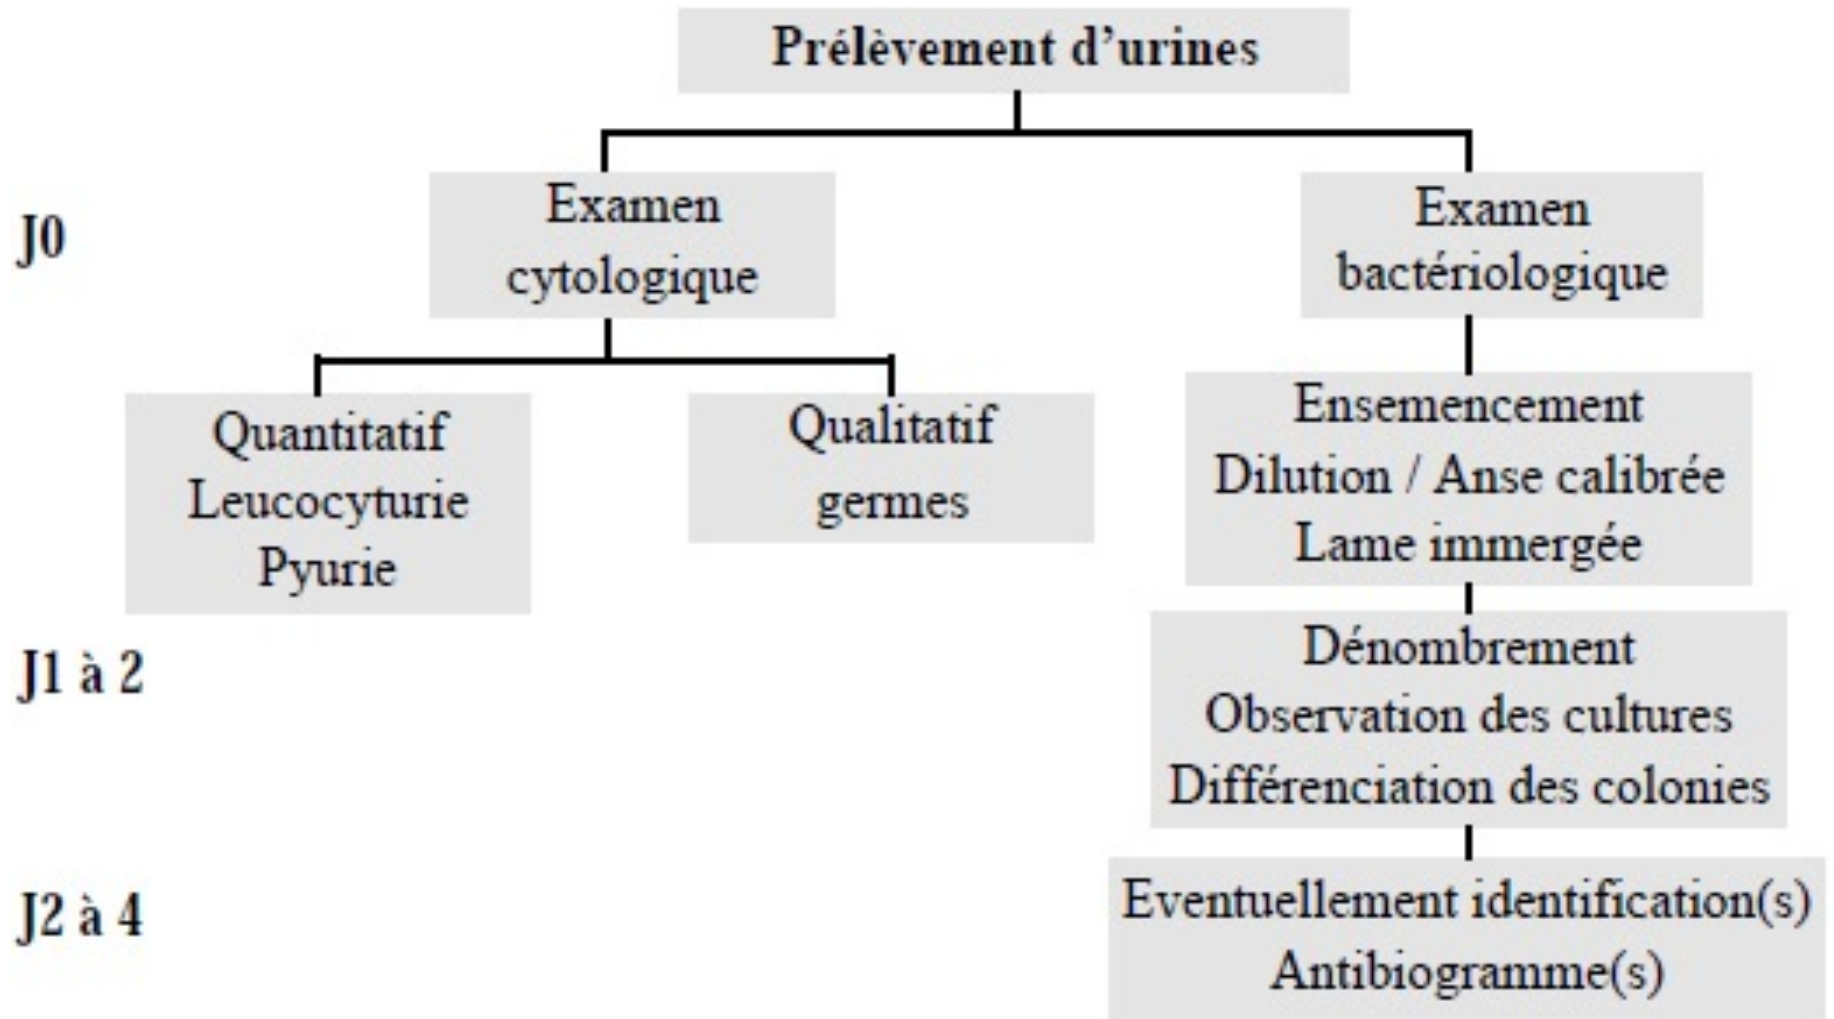 Prélèvement d'urines
J0
Examen
cytologique
Examen
bactériologique
Quantitatif
Leucocyturie
Pyurie
Qualitatif
germes
Ensemencement
Dilution / Anse calibrée
Lame immergée
J1 à 2
Dénombrement
Observation des cultures
Différenciation des colonies
J2 à 4
Eventuellement identification(s)
Antibiogramme(s)